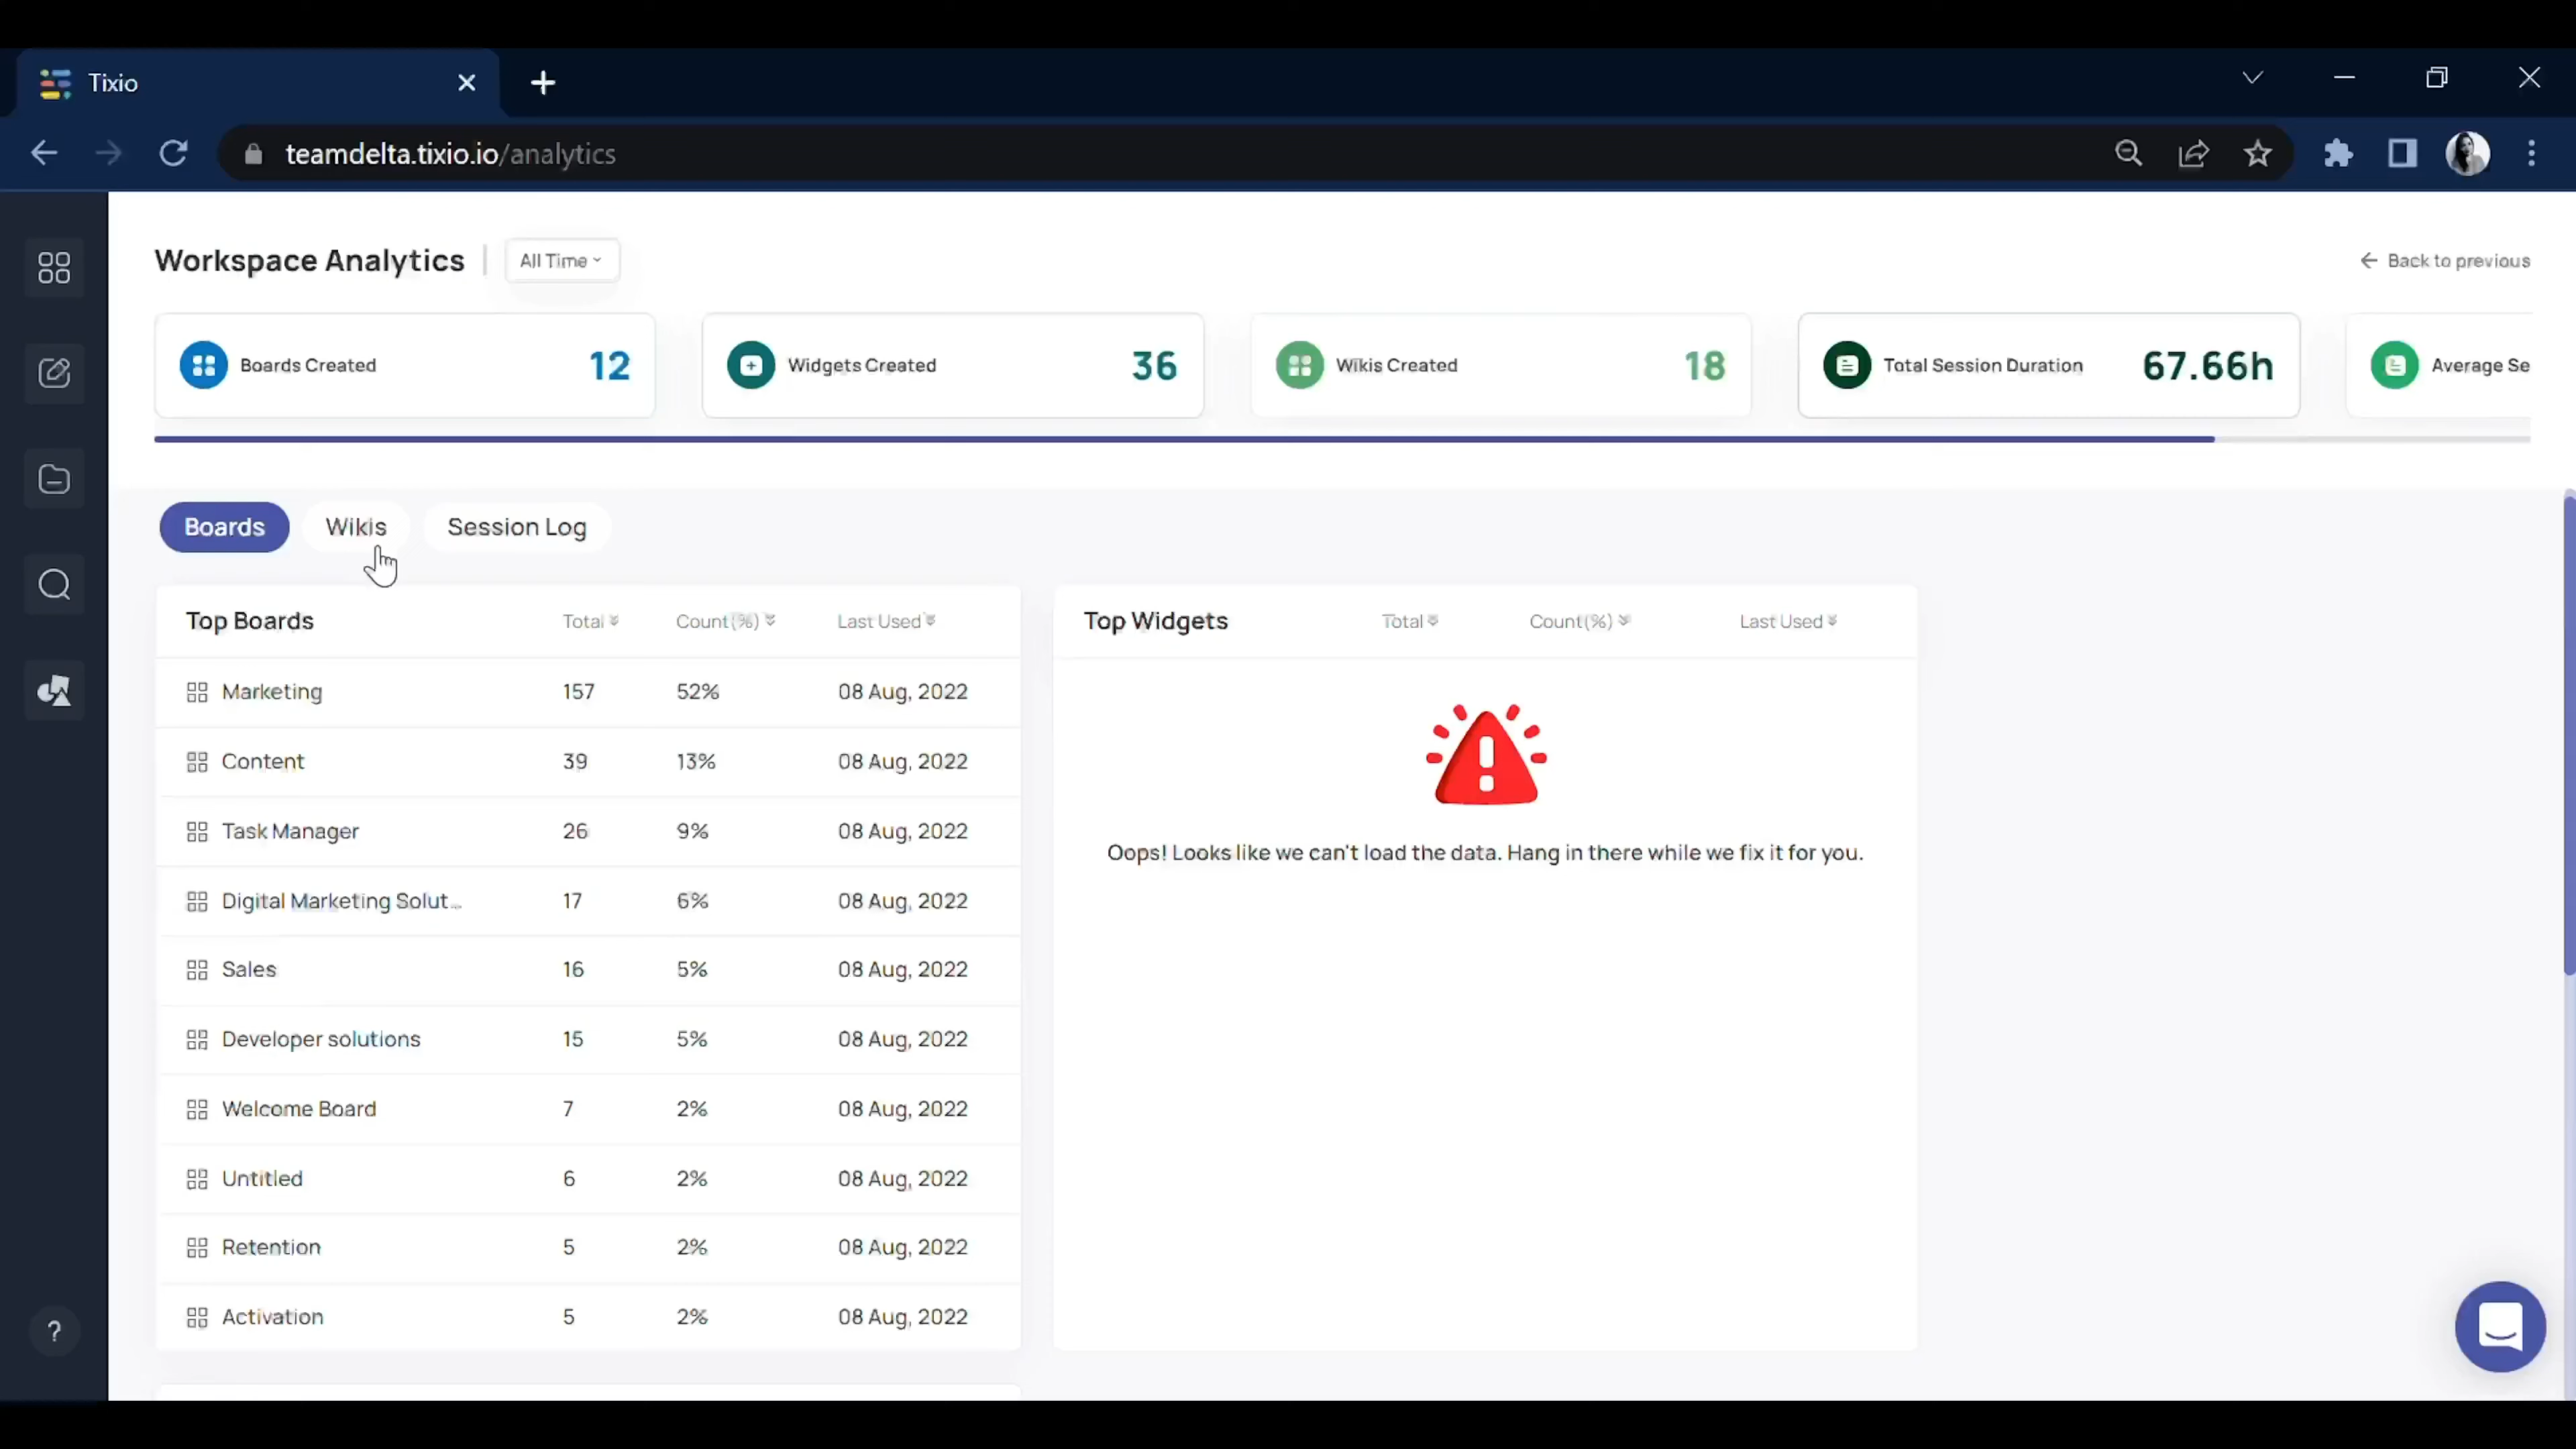 Tixio
teamdelta.tixio.io/analytics
Workspace Analytics
All Time
Back to previous
Boards Created 12
Widgets Created 36
Wikis Created 18
Total Session Duration 67.66h
Average Se
Boards Wikis Session Log
Top Boards Total Count(%) Last Used
Marketing 157 52% 08 Aug, 2022
Content 39 13% 08 Aug, 2022
Task Manager 26 9% 08 Aug, 2022
Digital Marketing Solut... 17 6% 08 Aug, 2022
Sales 16 5% 08 Aug, 2022
Developer solutions 15 5% 08 Aug, 2022
Welcome Board 7 2% 08 Aug, 2022
Untitled 6 2% 08 Aug, 2022
Retention 5 2% 08 Aug, 2022
Activation 5 2% 08 Aug, 2022
Top Widgets Total Count(%) Last Used
Oops! Looks like we can't load the data. Hang in there while we fix it for you.
?